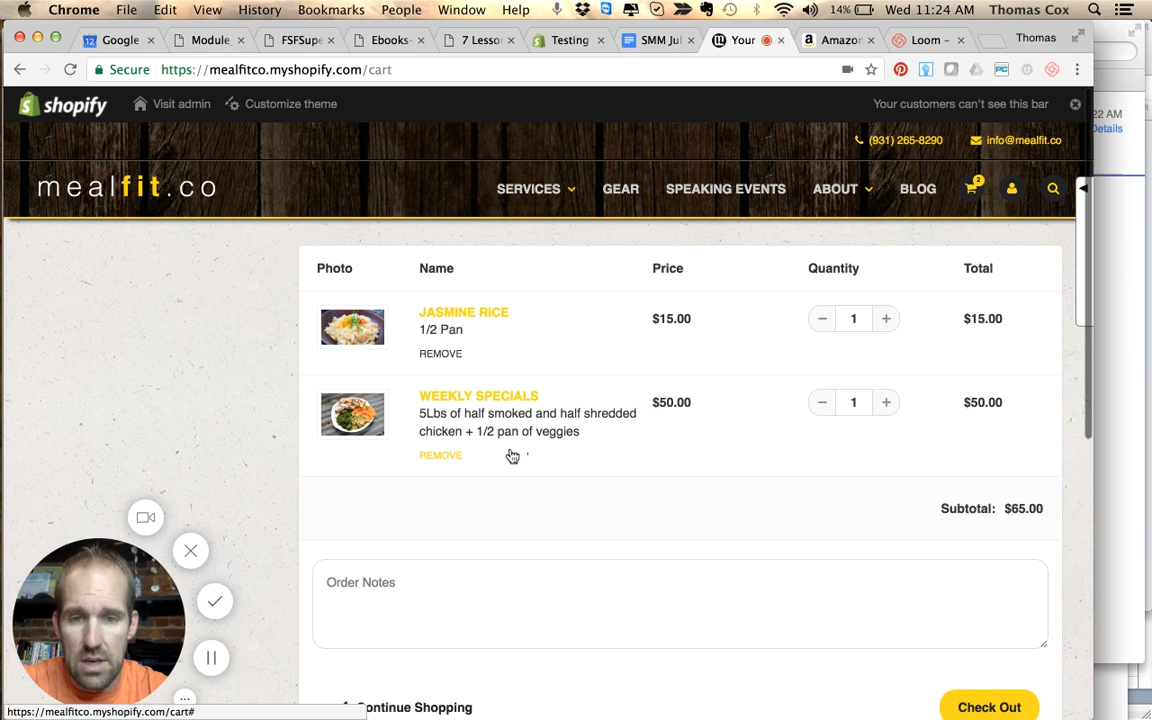 Chrome File Edit View History Bookmarks People Window Help 14% Wed 11:24 AM Thomas Cox
Google Module_ FSFSupe Ebooks- 7 Lesso Testing SMM Jul Your Amazon Loom – Thomas
Secure https://mealfitco.myshopify.com/cart
22 AM
Details
shopify Visit admin Customize theme Your customers can't see this bar
(931) 265-8290 info@mealfit.co
mealfit.co SERVICES GEAR SPEAKING EVENTS ABOUT BLOG 2
Photo Name Price Quantity Total
JASMINE RICE $15.00 1 $15.00
1/2 Pan
REMOVE
WEEKLY SPECIALS $50.00 1 $50.00
5Lbs of half smoked and half shredded
chicken + 1/2 pan of veggies
REMOVE
Subtotal: $65.00
Order Notes
Continue Shopping Check Out
https://mealfitco.myshopify.com/cart#